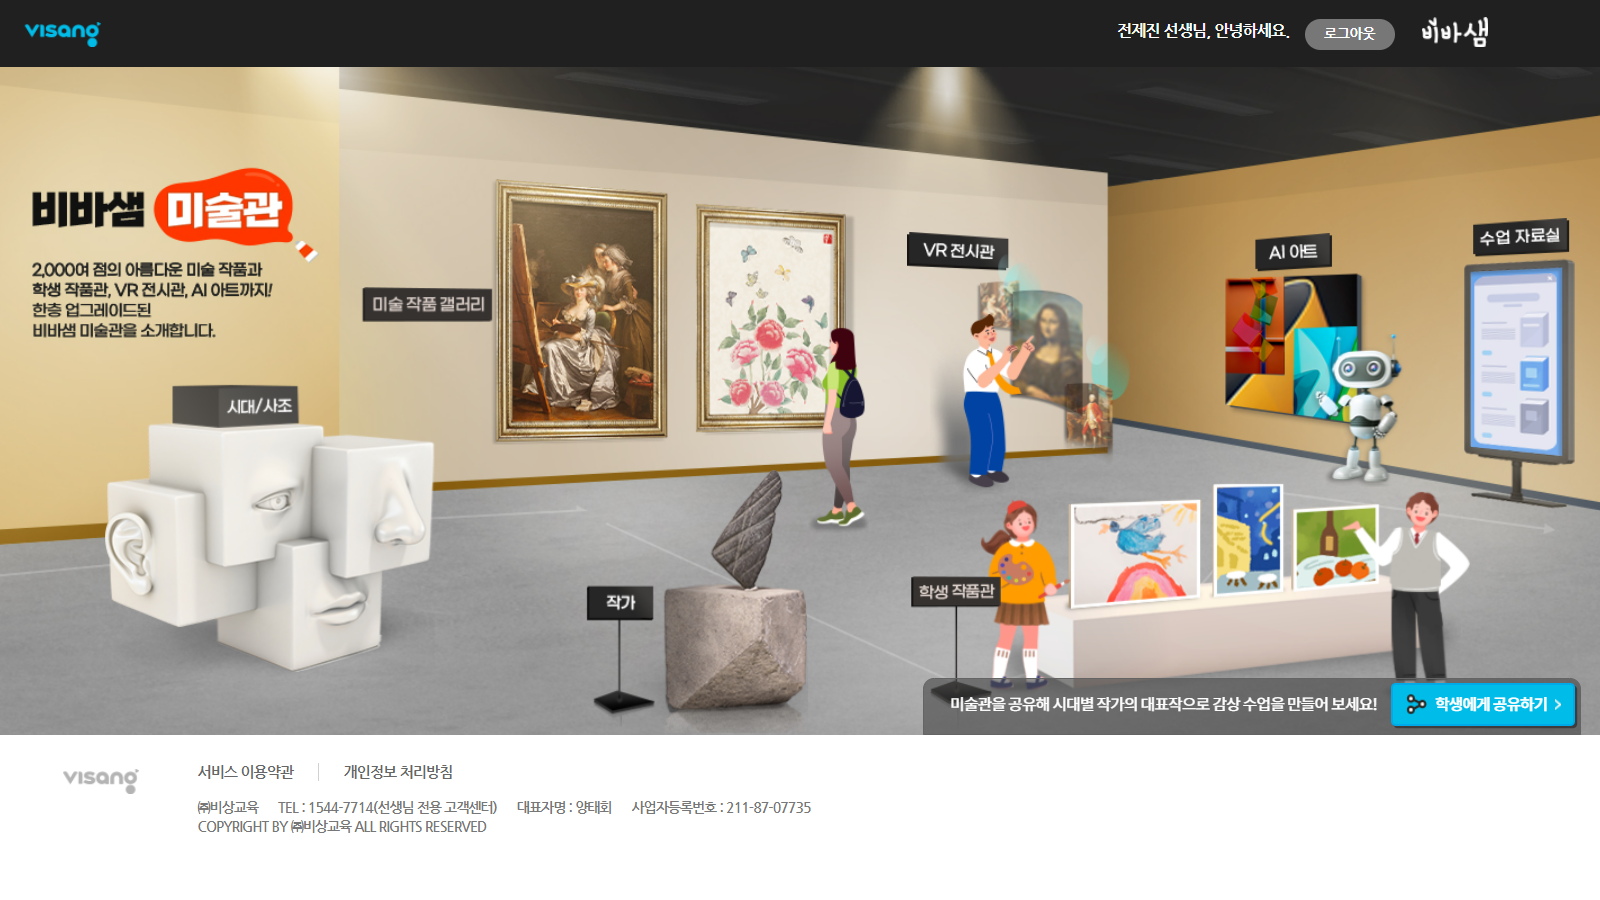 visang
전제진 선생님, 안녕하세요.
로그아웃
비바샘
비바샘 미술관
2,000여 점의 아름다운 미술 작품과
학생 작품관, VR 전시관, AI 아트까지!
한층 업그레이드된
비바샘 미술관을 소개합니다.
미술 작품 갤러리
VR 전시관
AI 아트
수업 자료실
시대/사조
작가
학생 작품관
미술관을 공유해 시대별 작가의 대표작으로 감상 수업을 만들어 보세요!
학생에게 공유하기 >
visang
서비스 이용약관
개인정보 처리방침
㈜비상교육 TEL : 1544-7714(선생님 전용 고객센터) 대표자명 : 양태회 사업자등록번호 : 211-87-07735
COPYRIGHT BY ㈜비상교육 ALL RIGHTS RESERVED